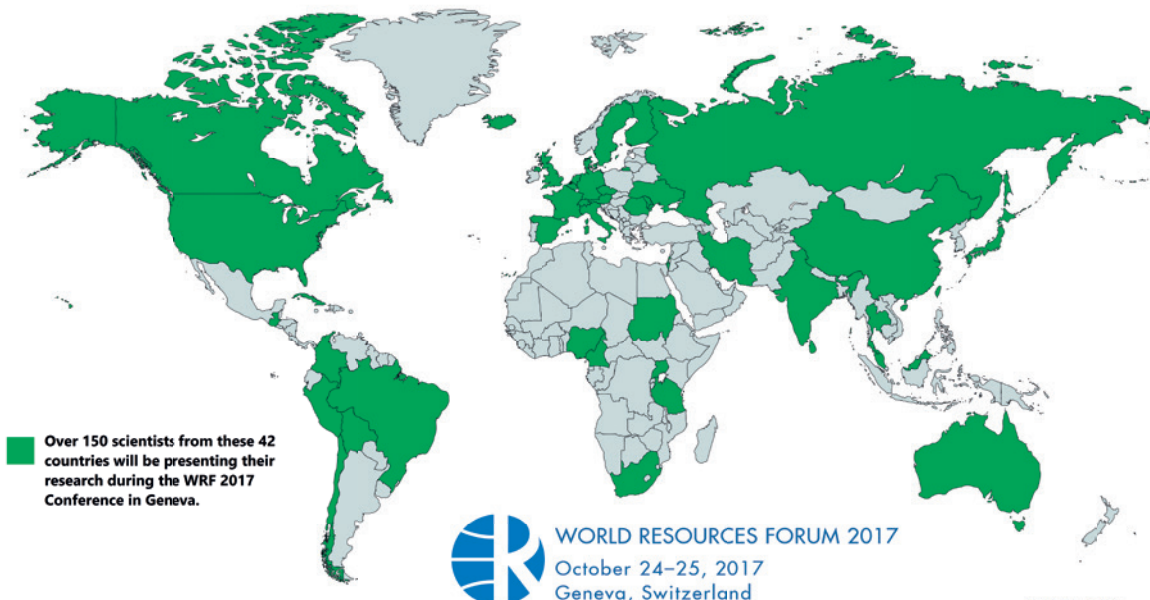 Over 150 scientists from these 42
countries will be presenting their
research during the WRF 2017
Conference in Geneva.
R
WORLD RESOURCES FORUM 2017
October 24–25, 2017
Geneva, Switzerland